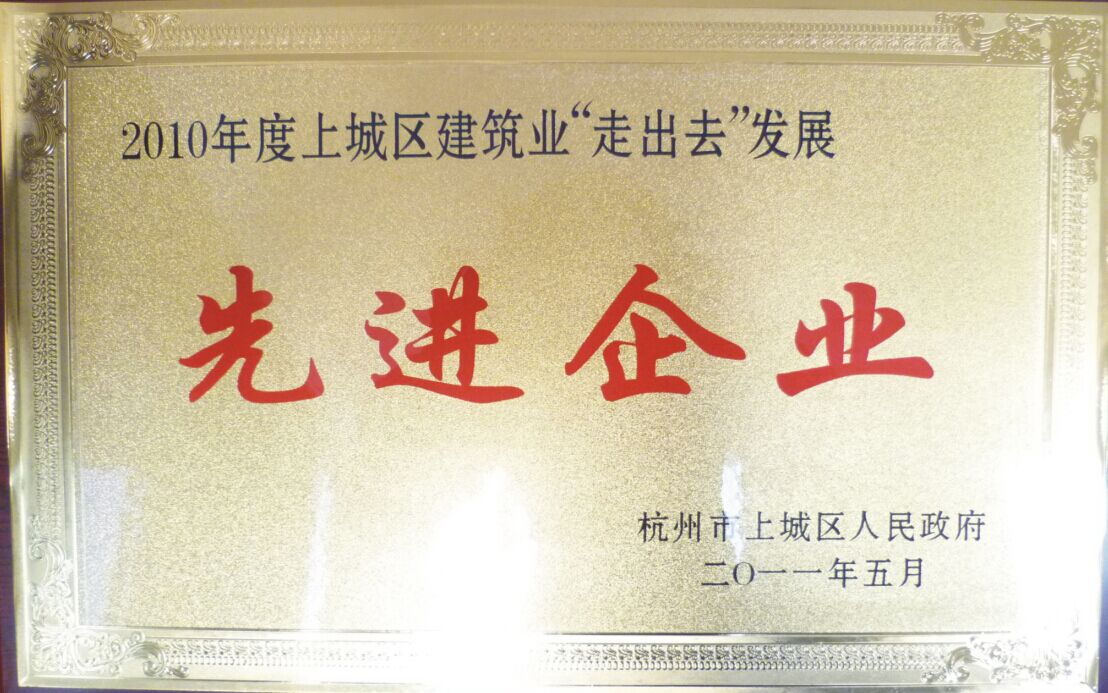 2010年度上城区建筑业“走出去”发展
先进企业
杭州市上城区人民政府
二〇一一年五月